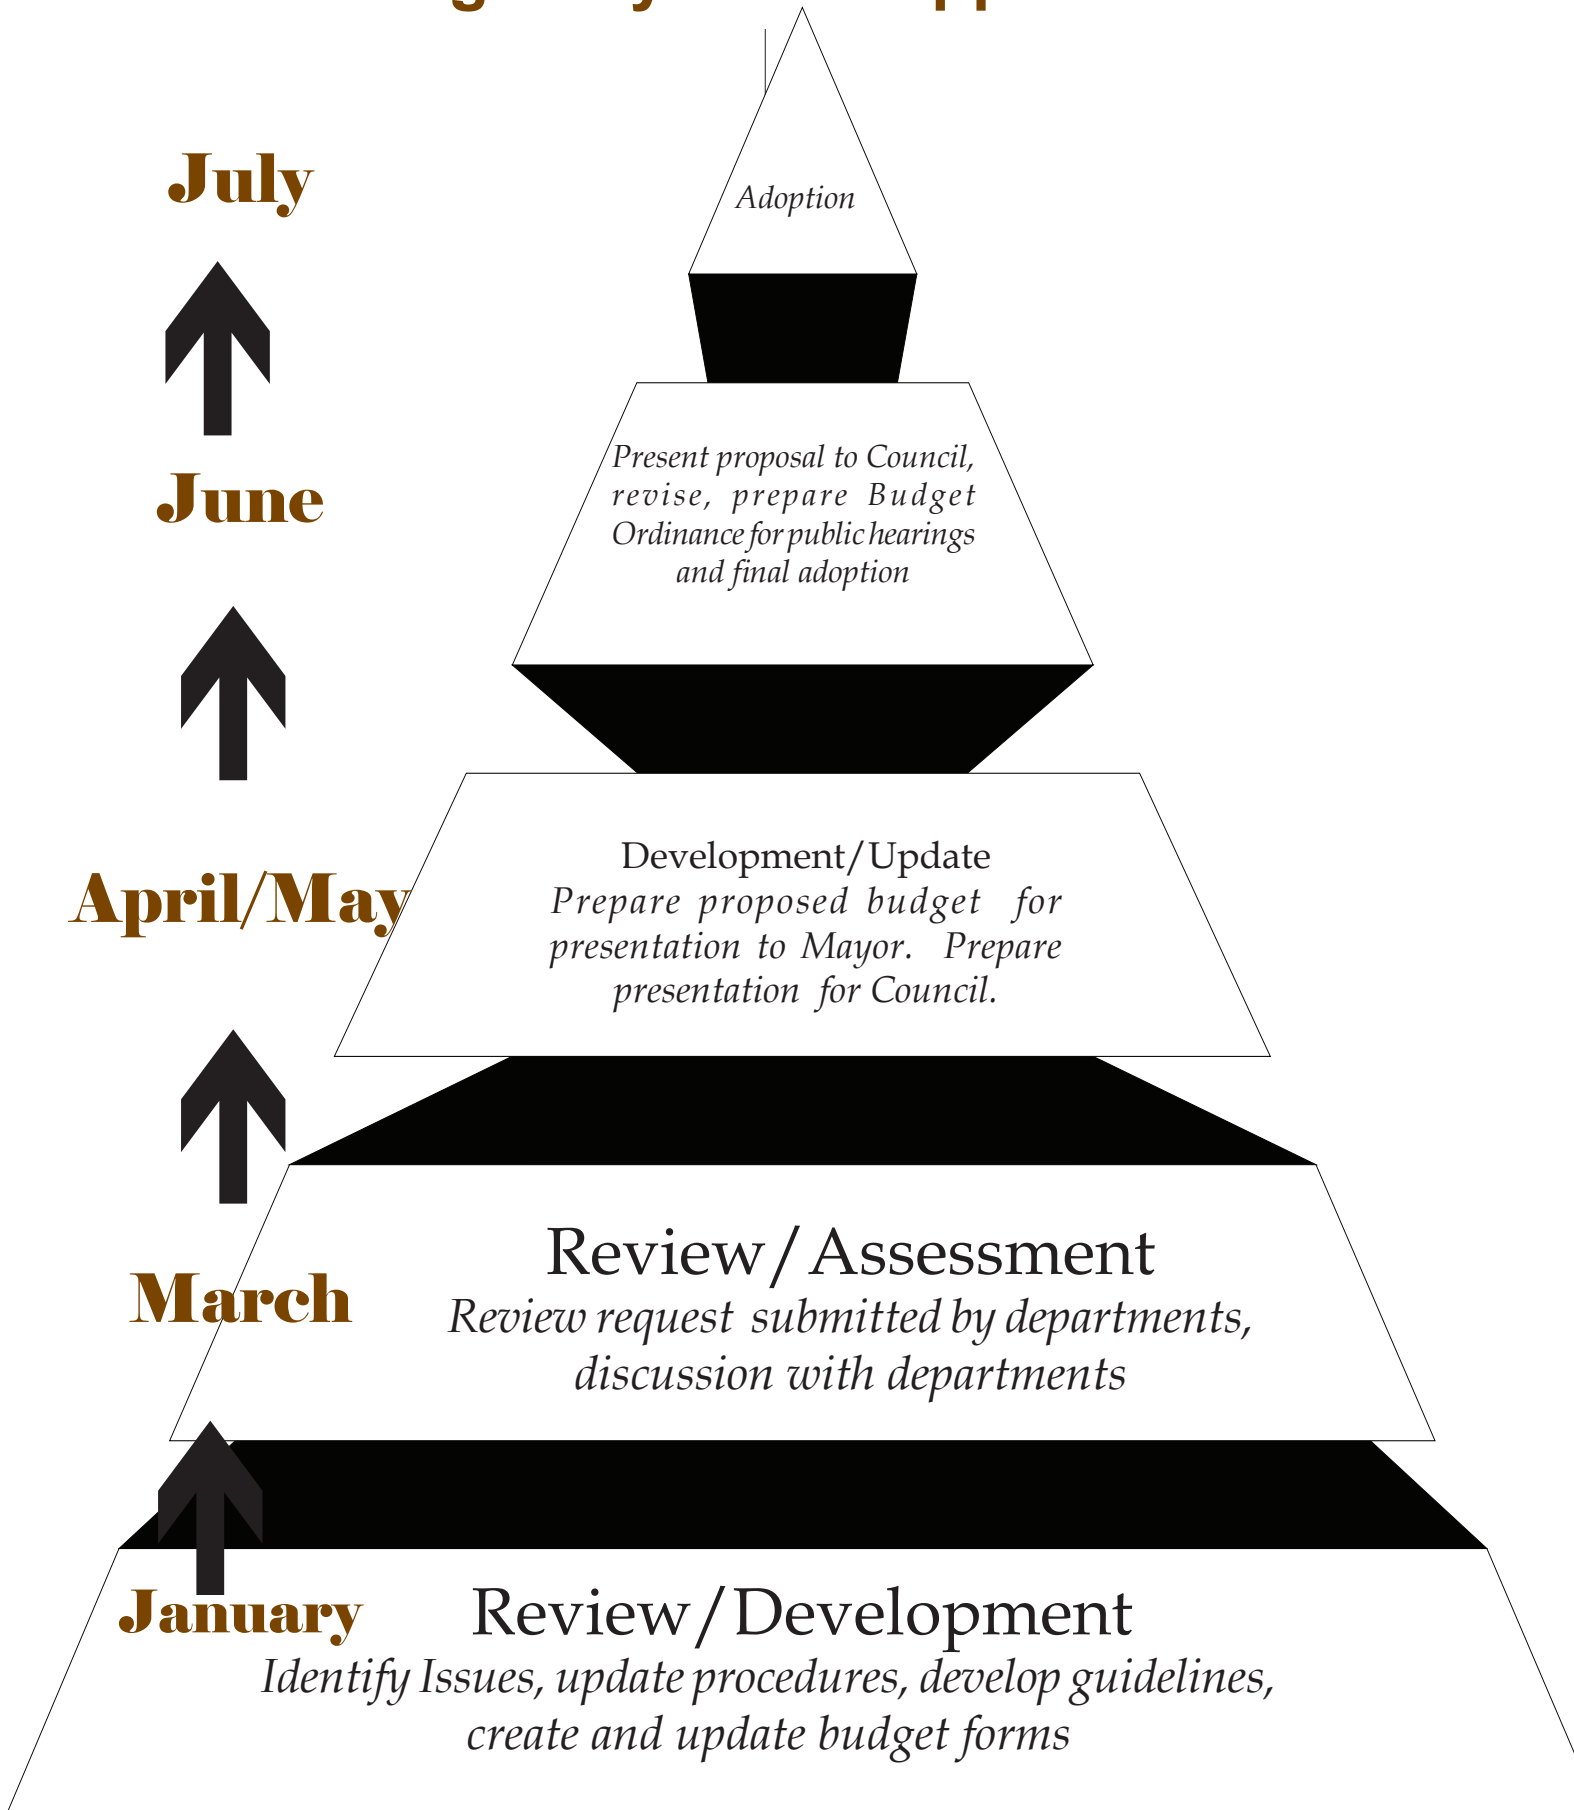 July
Adoption
June
Present proposal to Council,
revise, prepare Budget
Ordinance for public hearings
and final adoption
April/May
Development/Update
Prepare proposed budget for
presentation to Mayor. Prepare
presentation for Council.
March
Review/Assessment
Review request submitted by departments,
discussion with departments
January
Review/Development
Identify Issues, update procedures, develop guidelines,
create and update budget forms